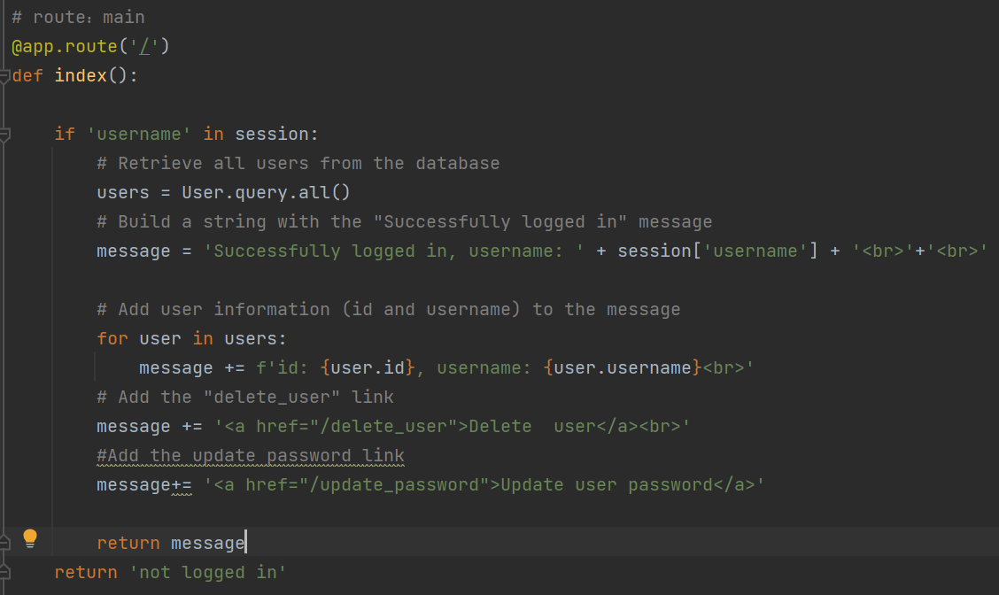 # route：main
@app.route('/')
def index():
if 'username' in session:
# Retrieve all users from the database
users = User.query.all()
# Build a string with the "Successfully logged in" message
message = 'Successfully logged in, username: ' + session['username'] + '<br>'+'<br>'
# Add user information (id and username) to the message
for user in users:
message += f'id: {user.id}, username: {user.username}<br>'
# Add the "delete_user" link
message += '<a href="/delete_user">Delete  user</a><br>'
#Add the update password link
message+= '<a href="/update_password">Update user password</a>'
return message
return 'not logged in'